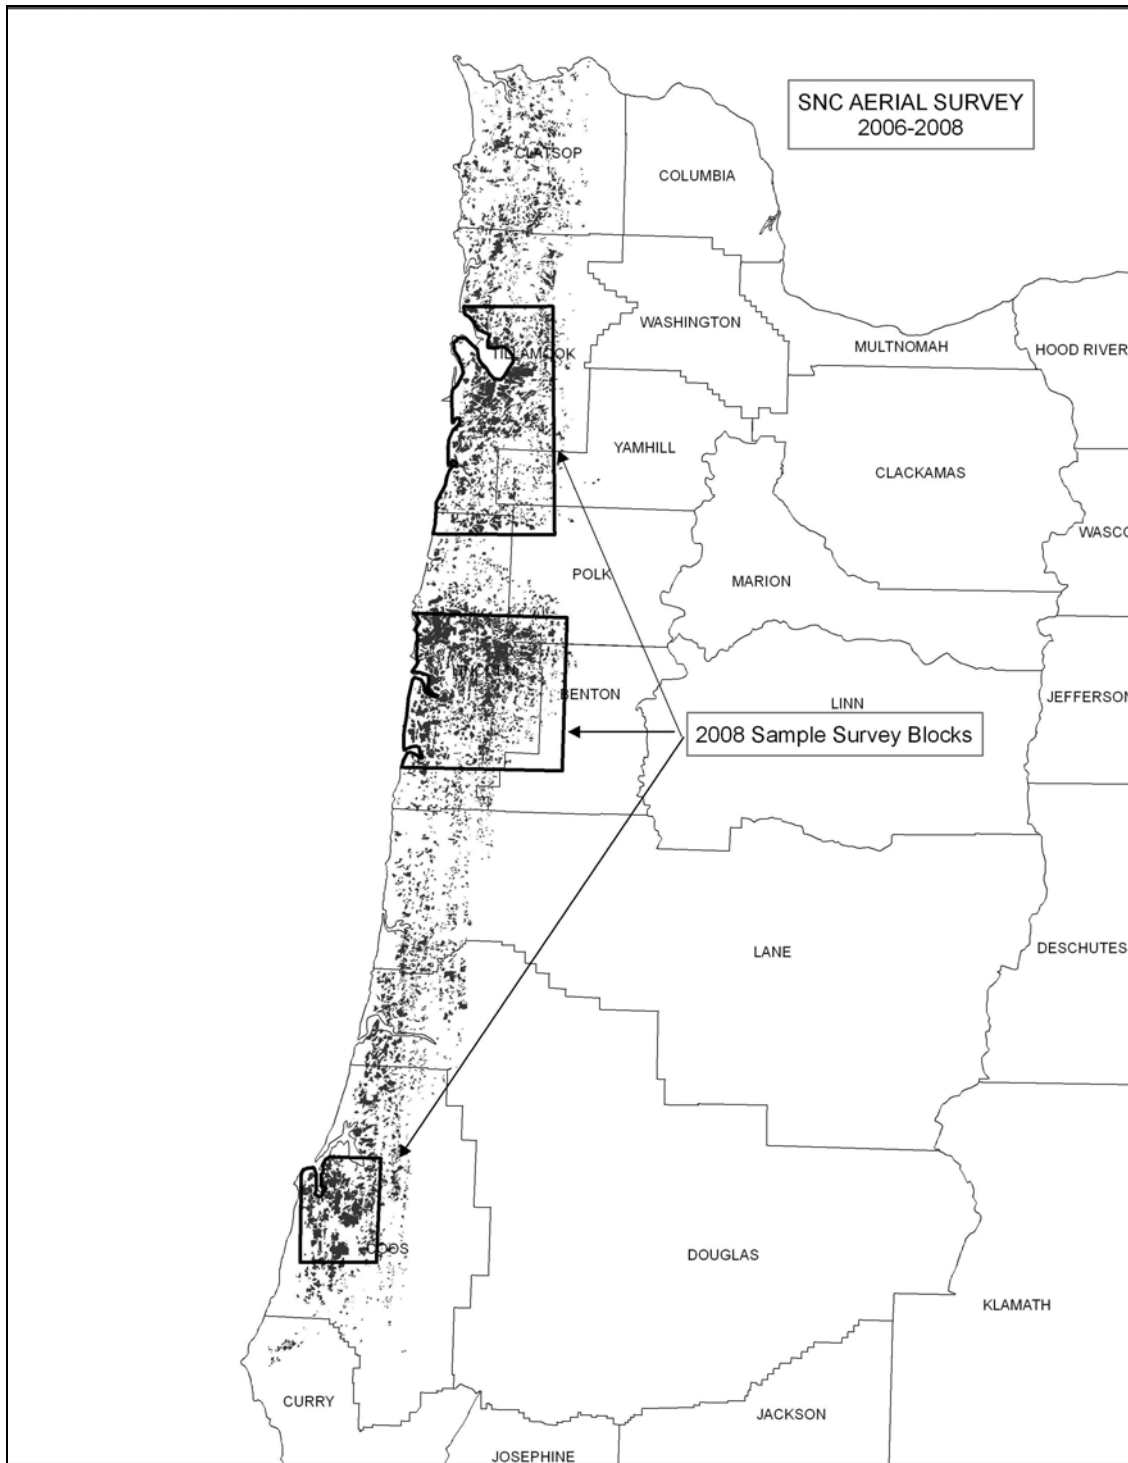 SNC AERIAL SURVEY
2006-2008
CLATSOP
COLUMBIA
WASHINGTON
TILLAMOOK
MULTNOMAH
HOOD RIVER
YAMHILL
CLACKAMAS
WASCO
POLK
MARION
LINCOLN
BENTON
LINN
JEFFERSON
2008 Sample Survey Blocks
LANE
DESCHUTES
COOS
DOUGLAS
KLAMATH
CURRY
JACKSON
JOSEPHINE